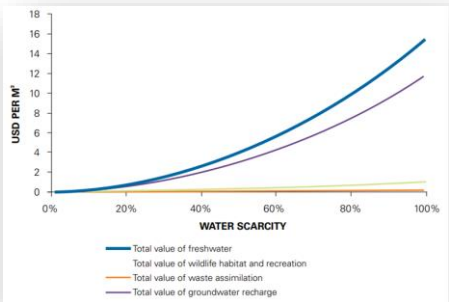 18
16
14
12
10
8
6
4
2
0
USD PER M³
0% 20% 40% 60% 80% 100%
WATER SCARCITY
Total value of freshwater
Total value of wildlife habitat and recreation
Total value of waste assimilation
Total value of groundwater recharge